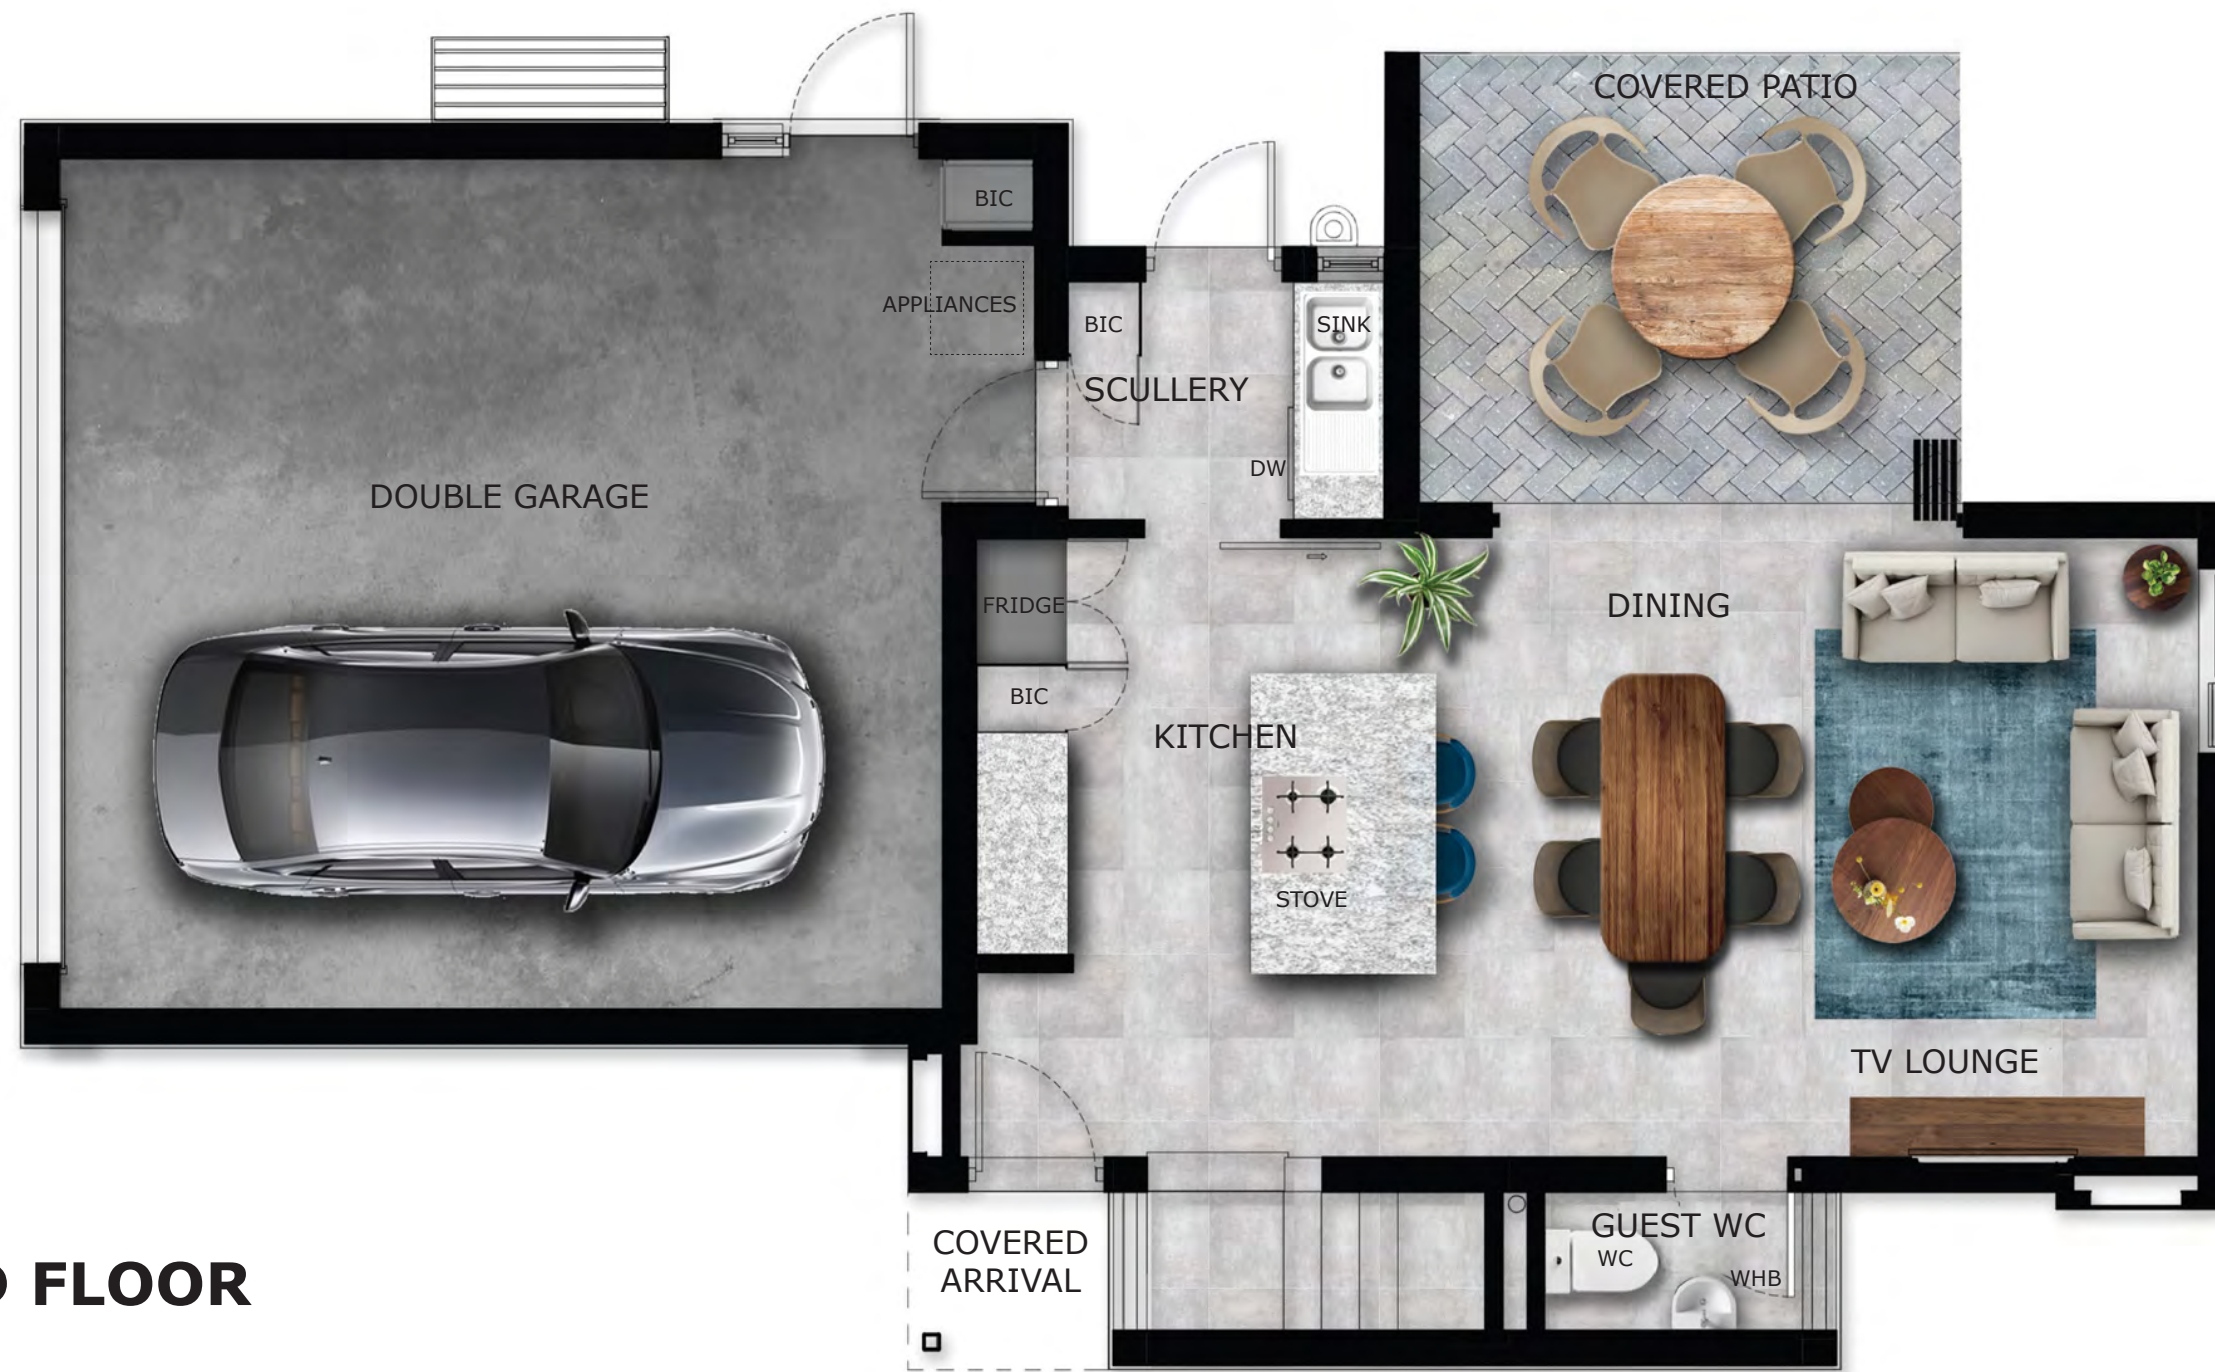 COVERED PATIO
BIC
APPLIANCES
BIC
SINK
SCULLERY
DW
DOUBLE GARAGE
FRIDGE
DINING
BIC
KITCHEN
STOVE
TV LOUNGE
COVERED
ARRIVAL
GUEST WC
WC
WHB
FLOOR